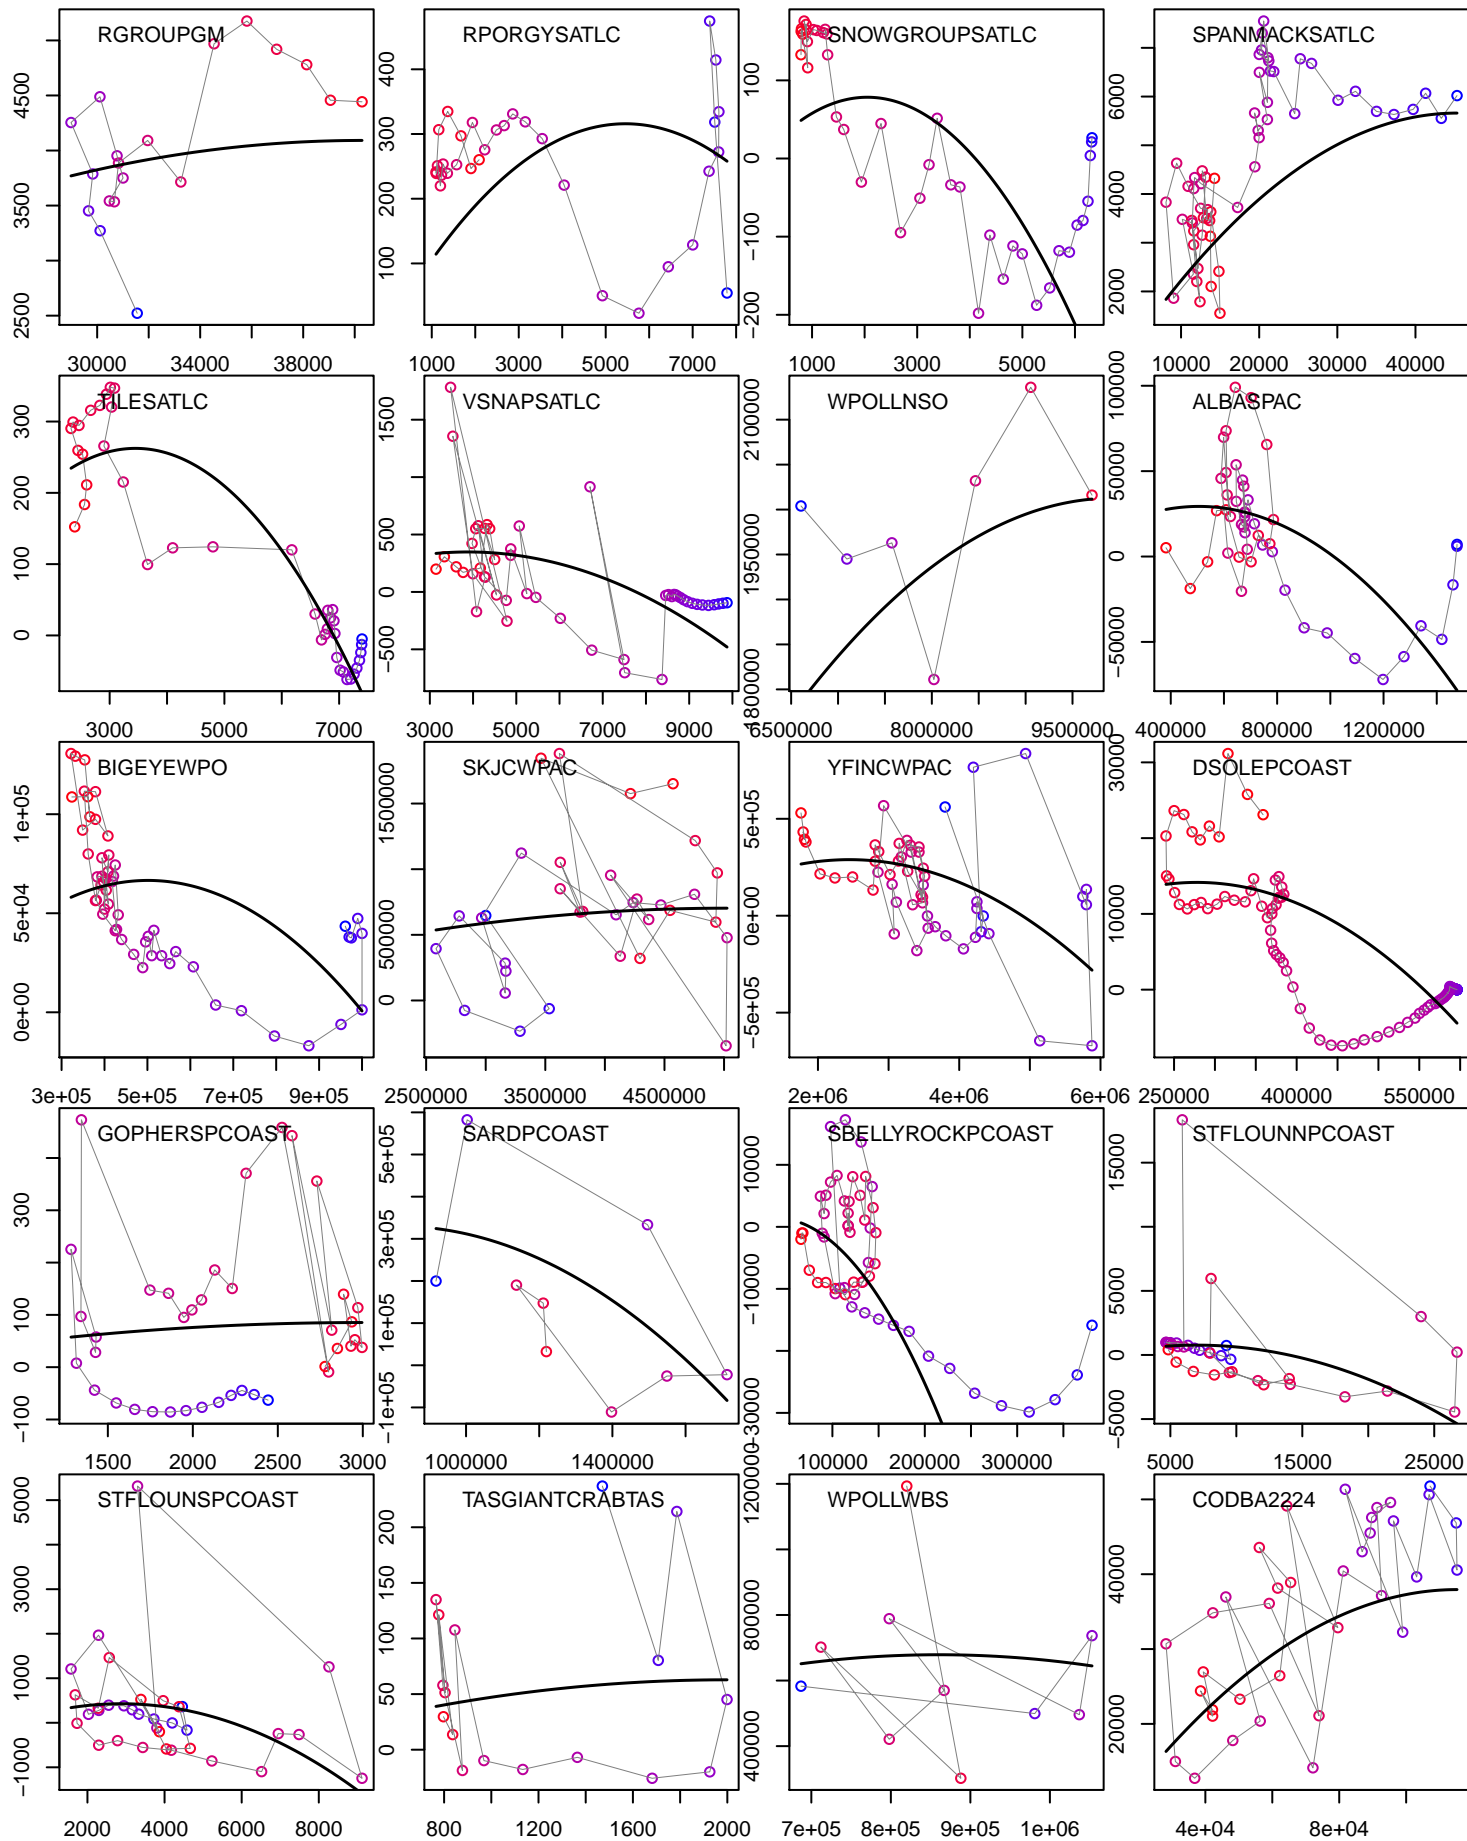 RGROUPGM
RPORGYSATLC
SNOWGROUPSATLC
SPANMACKSATLC
2500 3500 4500
100 200 300 400
-200 -100 0 100
2000 4000 6000
30000 34000 38000
1000 3000 5000 7000
1000 3000 5000
10000 20000 30000 40000
TILESATLC
VSNAPSATLC
WPOLLNSO
ALBASPAC
0 100 200 300
-500 0 500 1500
1800000 1950000 2100000
-50000 0 50000 100000
3000 5000 7000
3000 5000 7000 9000
6500000 8000000 9500000
400000 800000 1200000
BIGEYEWPO
SKJCWPAC
YFINCWPAC
DSOLEPCOAST
0e+00 5e+04 1e+05
0 500000 1500000
-5e+05 0e+00 5e+05
0 10000 30000
3e+05 5e+05 7e+05 9e+05
2500000 3500000 4500000
2e+06 4e+06 6e+06
250000 400000 550000
GOPHERSPCOAST
SARDPCOAST
SBELLYROCKPCOAST
STFLOUNNPCOAST
-100 0 100 300
-1e+05 1e+05 3e+05 5e+05
-30000 -10000 0 10000
-5000 0 5000 15000
1500 2000 2500 3000
1000000 1400000
100000 200000 300000
5000 15000 25000
STFLOUNSPCOAST
TASGIANTCRABTAS
WPOLLWBS
CODBA2224
-1000 0 1000 3000 5000
0 50 100 150 200
400000 800000 1200000
20000 40000
2000 4000 6000 8000
800 1200 1600 2000
7e+05 8e+05 9e+05 1e+06
4e+04 8e+04